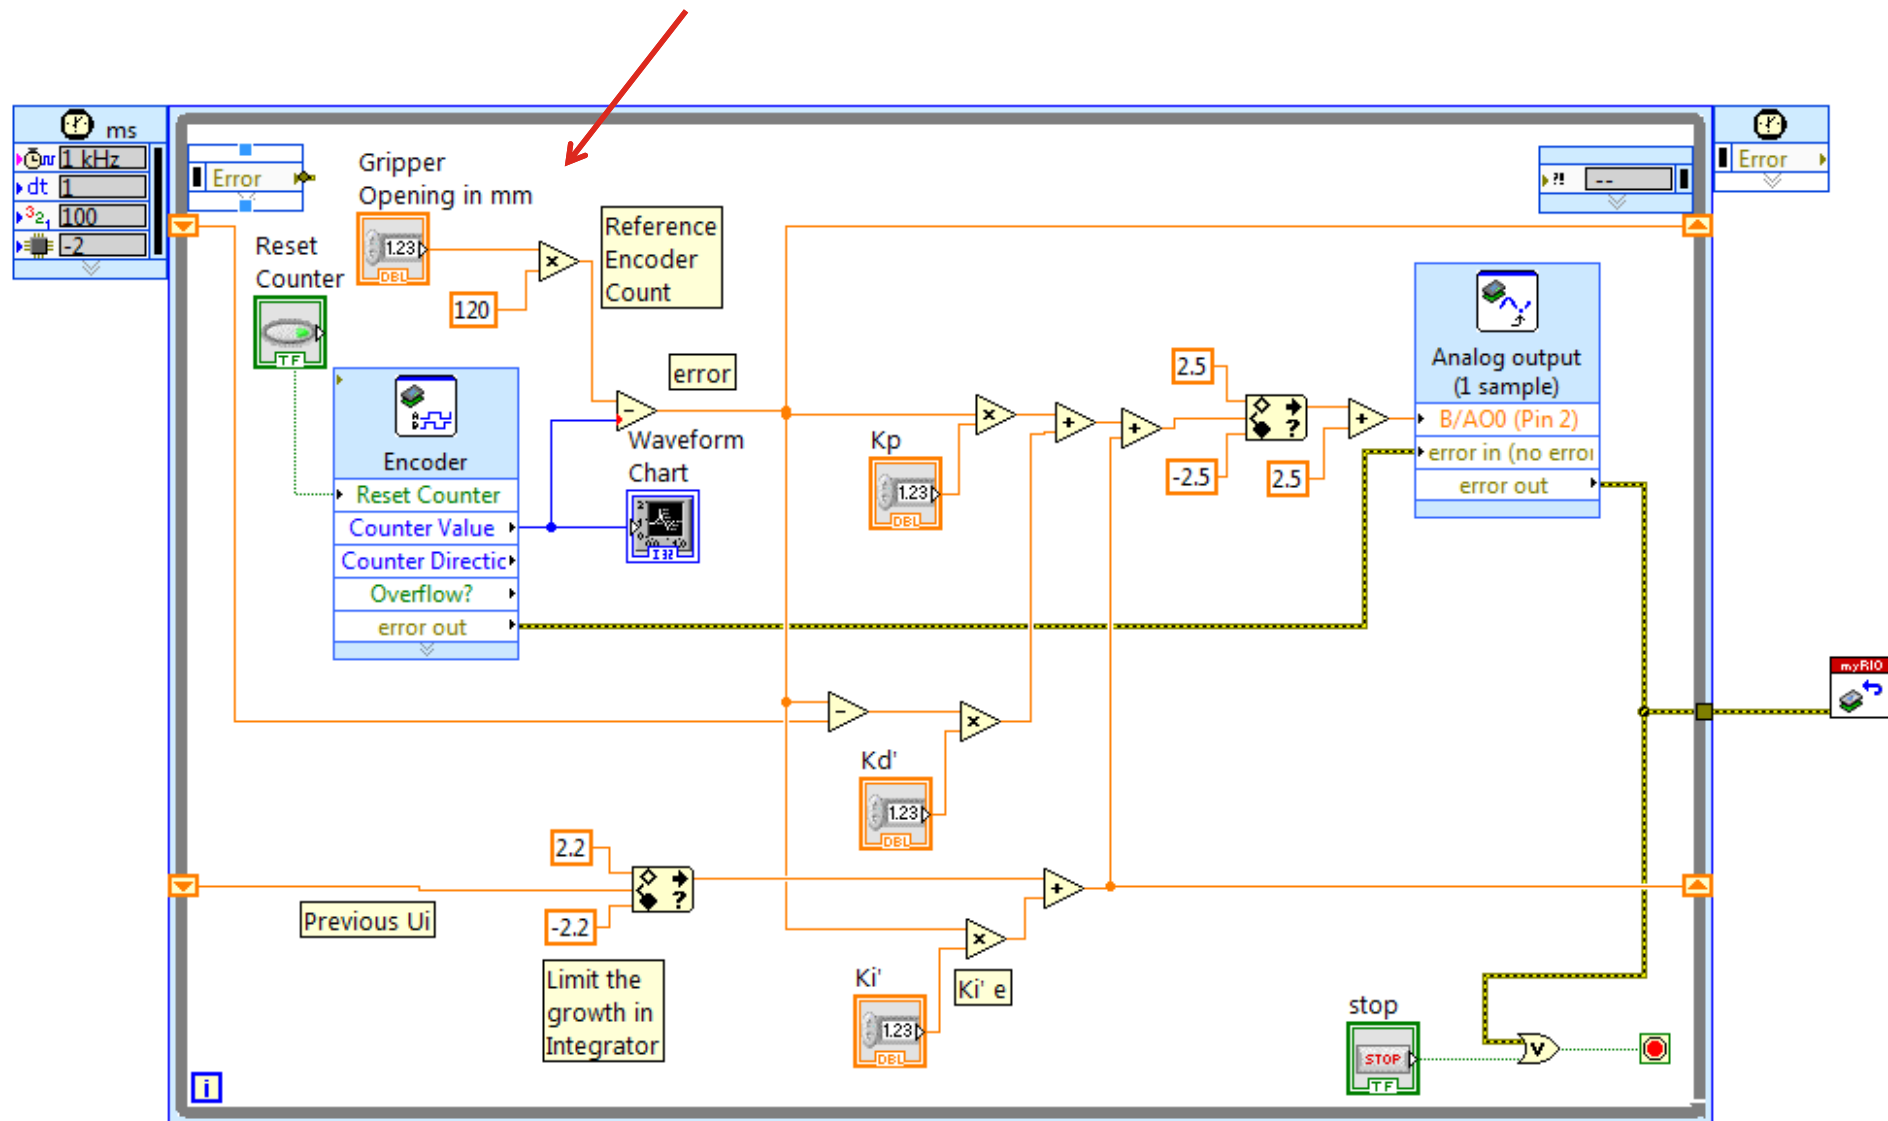 ms
1 kHz
dt
1
100
-2
Error
Gripper
Opening in mm
1.23
DBL
120
Reference
Encoder
Count
Reset
Counter
TF
Encoder
Reset Counter
Counter Value
Counter Directic
Overflow?
error out
error
Waveform
Chart
I32
Kp
1.23
DBL
2.5
-2.5
2.5
Analog output
(1 sample)
B/AO0 (Pin 2)
error in (no error
error out
?!
--
Error
Kd'
1.23
DBL
2.2
-2.2
Previous Ui
Limit the
growth in
Integrator
Ki'
1.23
DBL
Ki' e
stop
STOP
TF
i
myRIO